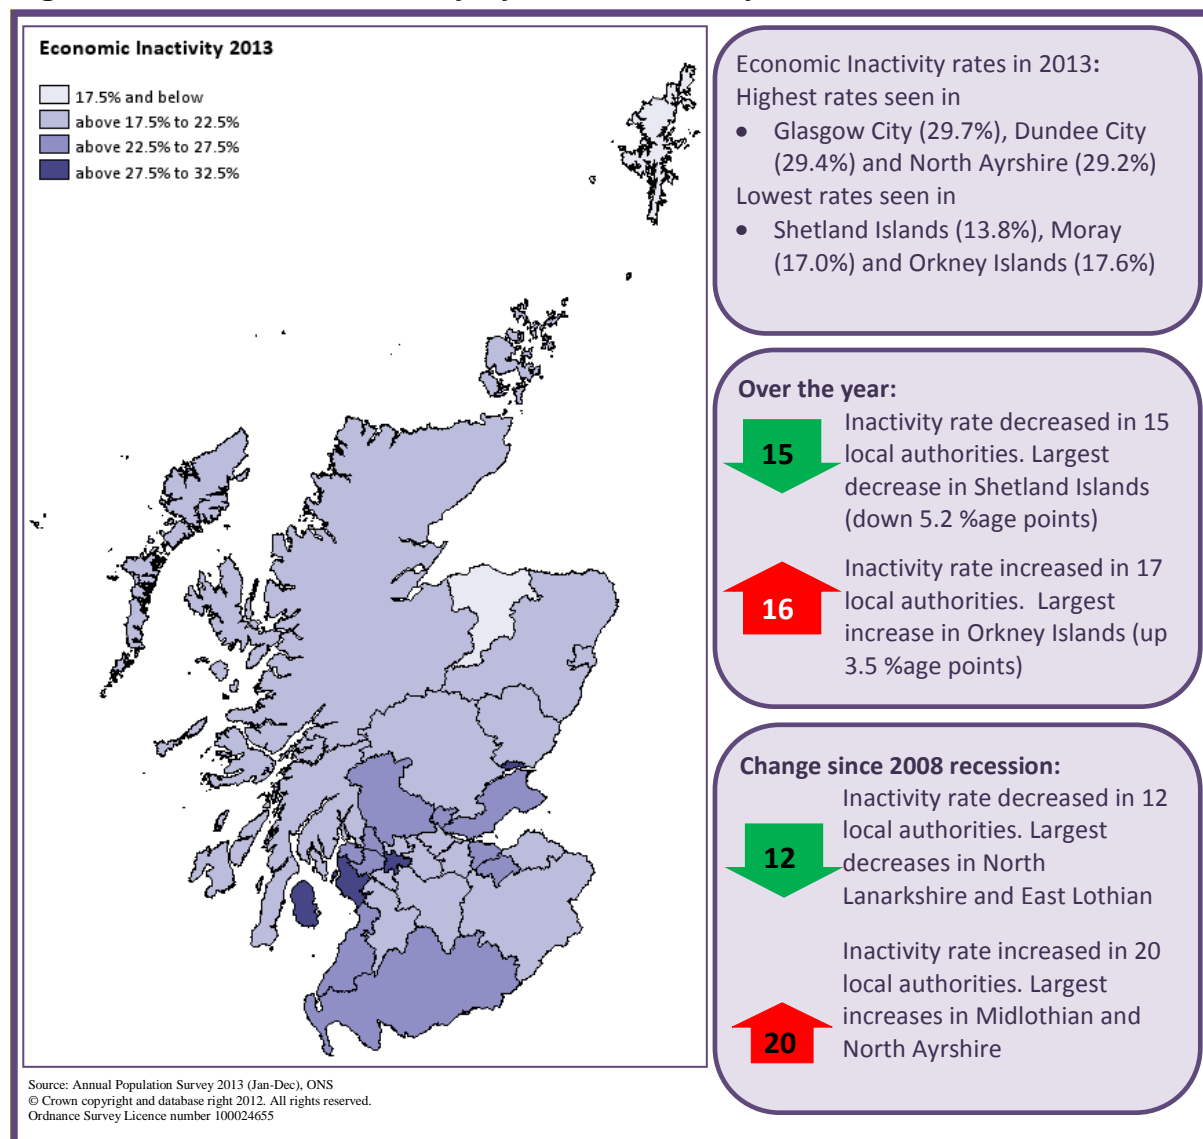 Economic Inactivity 2013
17.5% and below
above 17.5% to 22.5%
above 22.5% to 27.5%
above 27.5% to 32.5%
Source: Annual Population Survey 2013 (Jan-Dec), ONS
© Crown copyright and database right 2012. All rights reserved.
Ordnance Survey Licence number 100024655
Economic Inactivity rates in 2013:
Highest rates seen in
• Glasgow City (29.7%), Dundee City
(29.4%) and North Ayrshire (29.2%)
Lowest rates seen in
• Shetland Islands (13.8%), Moray
(17.0%) and Orkney Islands (17.6%)
Over the year:
15
Inactivity rate decreased in 15
local authorities. Largest
decrease in Shetland Islands
(down 5.2 %age points)
16
Inactivity rate increased in 17
local authorities. Largest
increase in Orkney Islands (up
3.5 %age points)
Change since 2008 recession:
12
Inactivity rate decreased in 12
local authorities. Largest
decreases in North
Lanarkshire and East Lothian
20
Inactivity rate increased in 20
local authorities. Largest
increases in Midlothian and
North Ayrshire